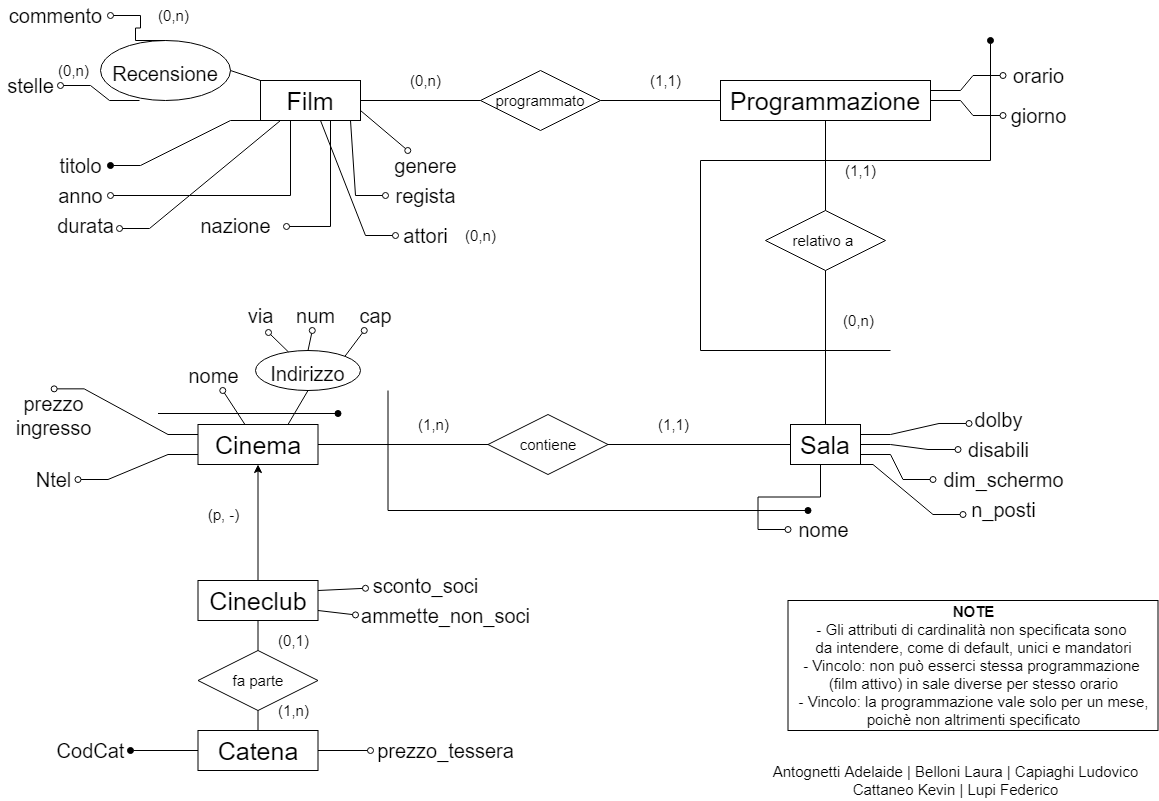 commento
(0,n)
Recensione
(0,n)
stelle
Film
(0,n)
programmato
(1,1)
Programmazione
orario
giorno
titolo
anno
durata
nazione
genere
regista
attori
(0,n)
(1,1)
relativo a
(0,n)
via
num
cap
Indirizzo
nome
prezzo
ingresso
Cinema
Ntel
(1,n)
contiene
(1,1)
Sala
dolby
disabili
dim_schermo
n_posti
nome
(p, -)
Cineclub
sconto_soci
ammette_non_soci
(0,1)
fa parte
(1,n)
CodCat
Catena
prezzo_tessera
NOTE
- Gli attributi di cardinalità non specificata sono
da intendere, come di default, unici e mandatori
- Vincolo: non può esserci stessa programmazione
(film attivo) in sale diverse per stesso orario
- Vincolo: la programmazione vale solo per un mese,
poichè non altrimenti specificato
Antognetti Adelaide | Belloni Laura | Capiaghi Ludovico
Cattaneo Kevin | Lupi Federico